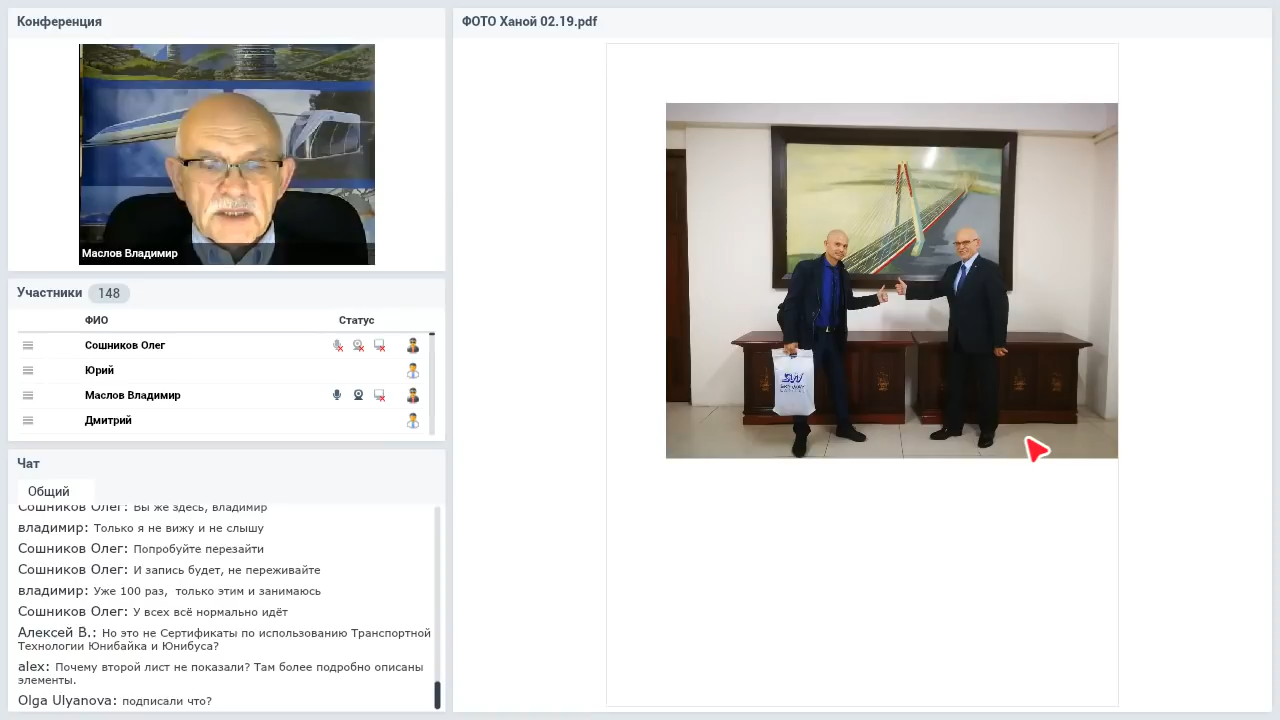 Конференция
Маслов Владимир
Участники 148
ФИО Статус
Сошников Олег
Юрий
Маслов Владимир
Дмитрий
Чат
Общий
Сошников Олег: Вы же здесь, владимир
владимир: Только я не вижу и не слышу
Сошников Олег: Попробуйте перезайти
Сошников Олег: И запись будет, не переживайте
владимир: Уже 100 раз, только этим и занимаюсь
Сошников Олег: У всех всё нормально идёт
Алексей В.: Но это не Сертификаты по использованию Транспортной
Технологии Юнибайка и Юнибуса?
alex: Почему второй лист не показали? Там более подробно описаны
элементы.
Olga Ulyanova: подписали что?
ФОТО Ханой 02.19.pdf